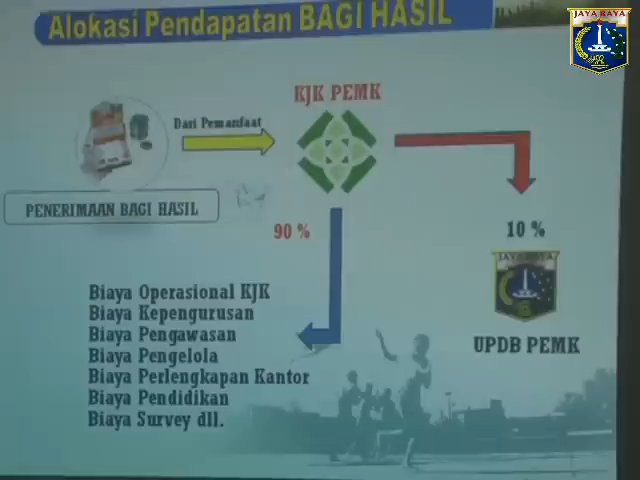 Alokasi Pendapatan BAGI HASIL
JAYA RAYA
KJK PEMK
Dari Pemanfaat
PENERIMAAN BAGI HASIL
90 %
10 %
JAYA RAYA
UPDB PEMK
Biaya Operasional KJK
Biaya Kepengurusan
Biaya Pengawasan
Biaya Pengelola
Biaya Perlengkapan Kantor
Biaya Pendidikan
Biaya Survey dll.